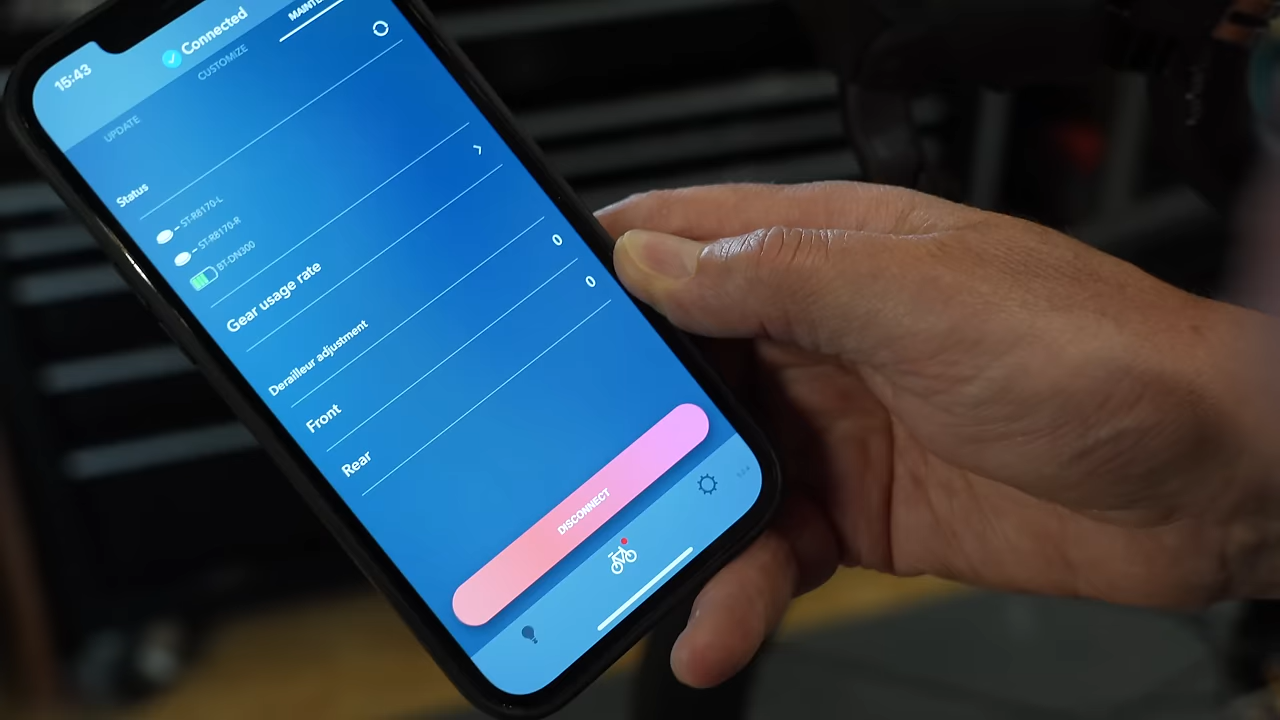 15:43
Connected
UPDATE
CUSTOMIZE
MAINTE
Status
– ST-R8170-L
– ST-R8170-R
BT-DN300
Gear usage rate
Derailleur adjustment
Front 0
Rear 0
DISCONNECT